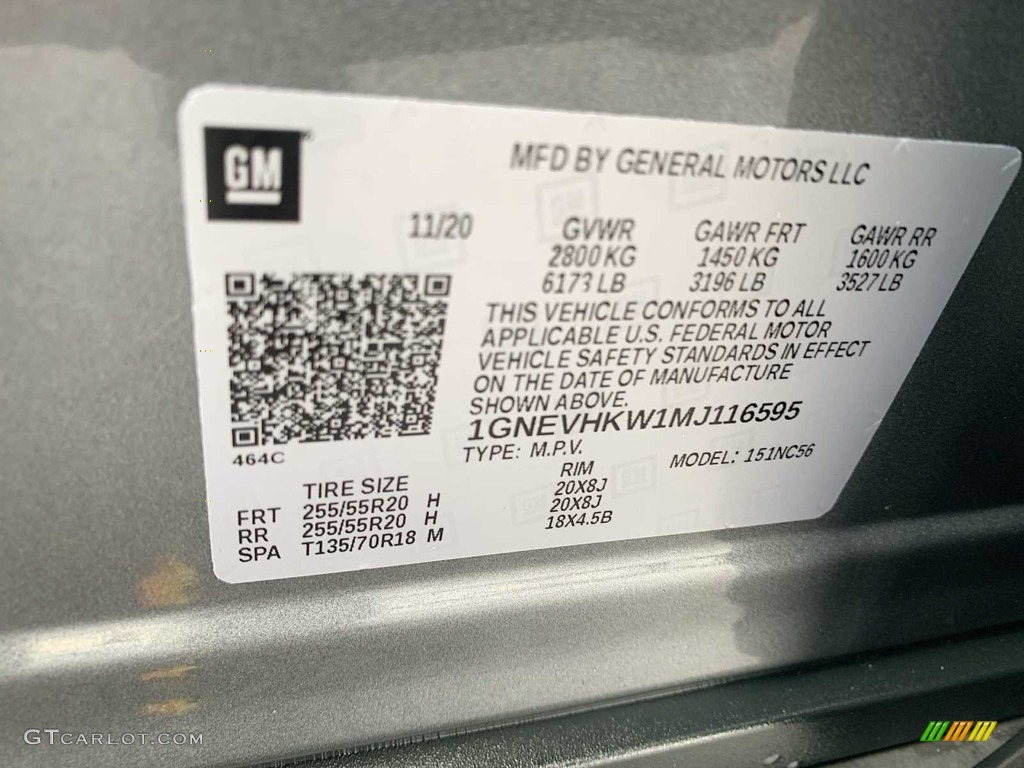 GM
MFD BY GENERAL MOTORS LLC
11/20
GVWR GAWR FRT GAWR RR
2800 KG 1450 KG 1600 KG
6173 LB 3196 LB 3527 LB
THIS VEHICLE CONFORMS TO ALL
APPLICABLE U.S. FEDERAL MOTOR
VEHICLE SAFETY STANDARDS IN EFFECT
ON THE DATE OF MANUFACTURE
SHOWN ABOVE.
1GNEVHKW1MJ116595
464C
TYPE: M.P.V. MODEL: 151NC56
TIRE SIZE RIM
FRT 255/55R20 H 20X8J
RR 255/55R20 H 20X8J
SPA T135/70R18 M 18X4.5B
GTCARLOT.COM